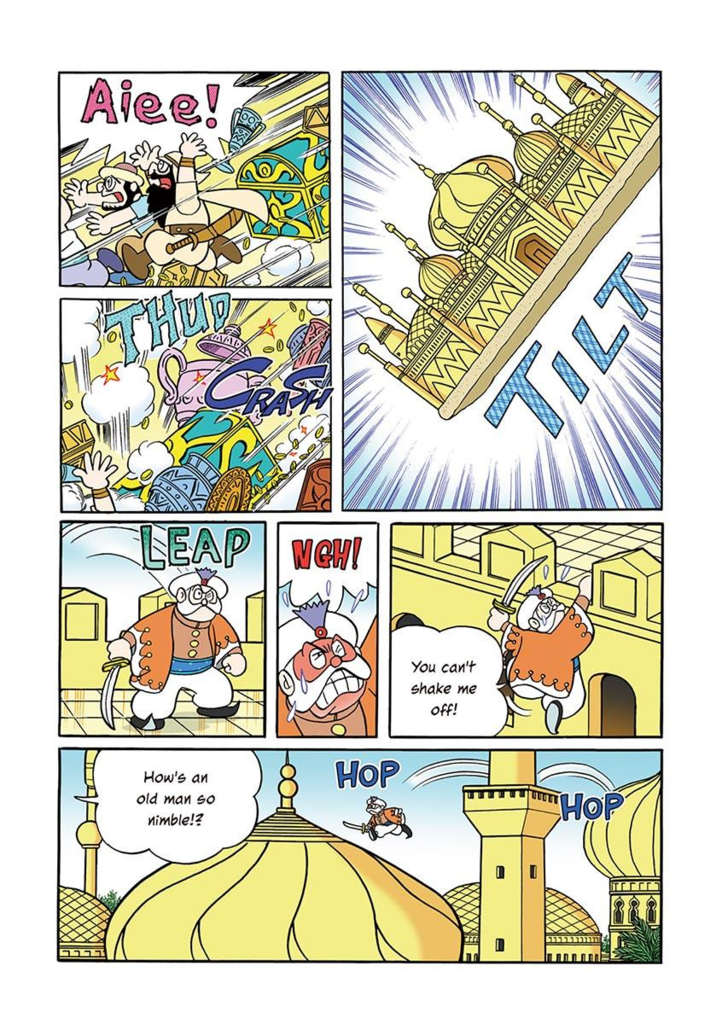 TILT
Aiee!
THUD
CRASH
You can't
shake me
off!
NGH!
LEAP
HOP
HOP
How's an
old man so
nimble!?